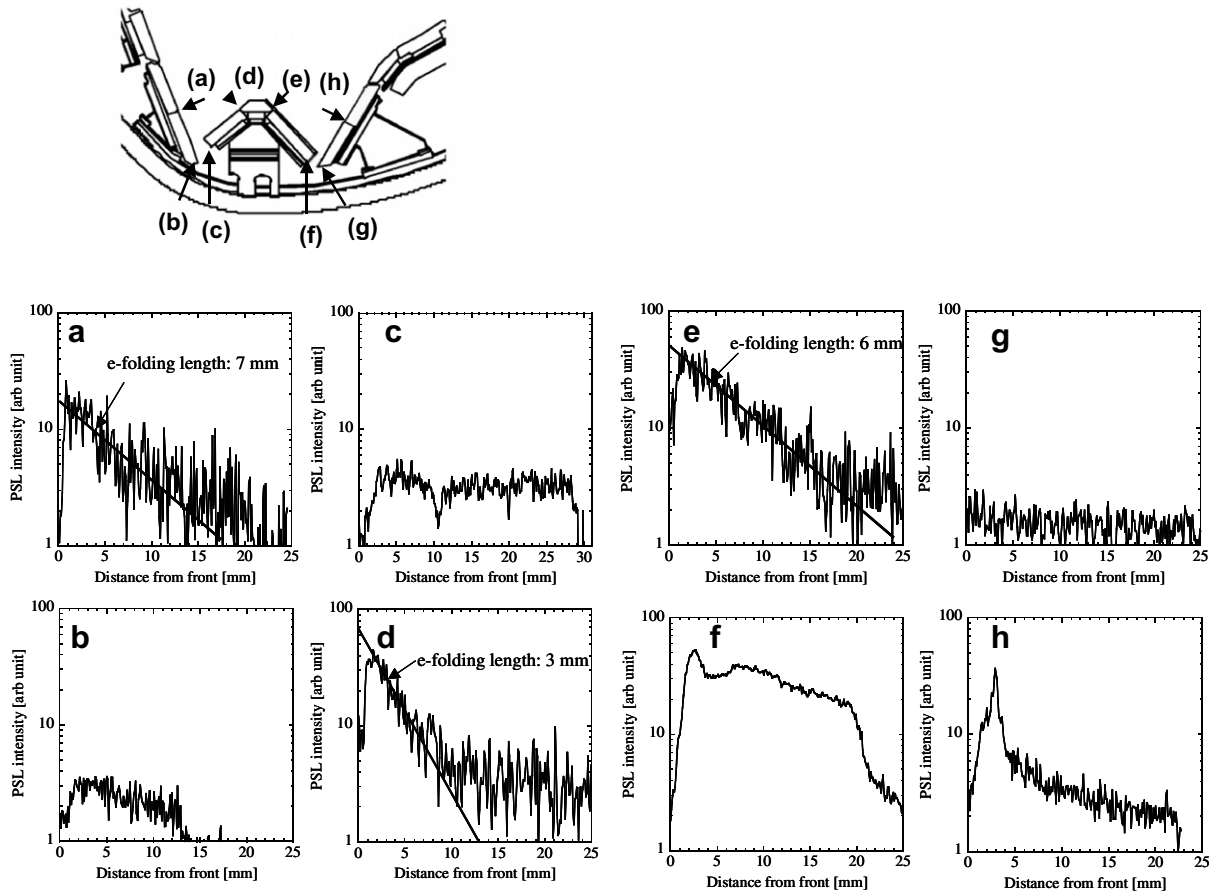 (a)
(d)
(e)
(h)
(b)
(c)
(f)
(g)
100
a
e-folding length: 7 mm
10
PSL intensity [arb unit]
1
0 5 10 15 20 25
Distance from front [mm]
100
c
10
PSL intensity [arb unit]
1
0 5 10 15 20 25 30
Distance from front [mm]
100
e
e-folding length: 6 mm
10
PSL intensity [arb unit]
1
0 5 10 15 20 25
Distance from front [mm]
100
g
10
PSL intensity [arb unit]
1
0 5 10 15 20 25
Distance from front [mm]
100
b
10
PSL intensity [arb unit]
1
0 5 10 15 20 25
Distance from front [mm]
100
d
e-folding length: 3 mm
10
PSL intensity [arb unit]
1
0 5 10 15 20 25
Distance from front [mm]
100
f
10
PSL intensity [arb unit]
1
0 5 10 15 20 25
Distance from front [mm]
100
h
10
PSL intensity [arb unit]
1
0 5 10 15 20 25
Distance from front [mm]